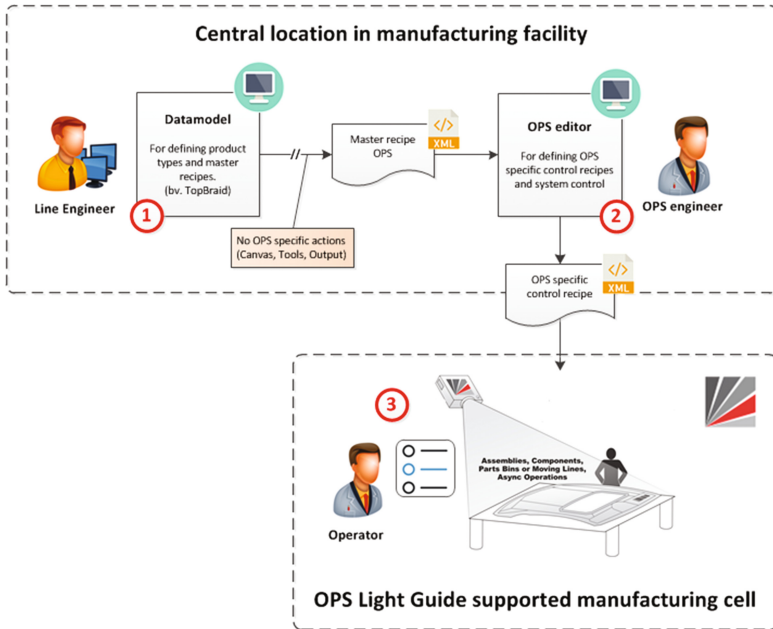 Central location in manufacturing facility
Line Engineer
Datamodel
For defining product
types and master
recipes.
(bv. TopBraid)
1
No OPS specific actions
(Canvas, Tools, Output)
Master recipe
OPS
</>
XML
OPS editor
For defining OPS
specific control recipes
and system control
2
OPS engineer
OPS specific
control recipe
</>
XML
3
Operator
Assemblies, Components,
Parts Bins or Moving Lines,
Async Operations
OPS Light Guide supported manufacturing cell